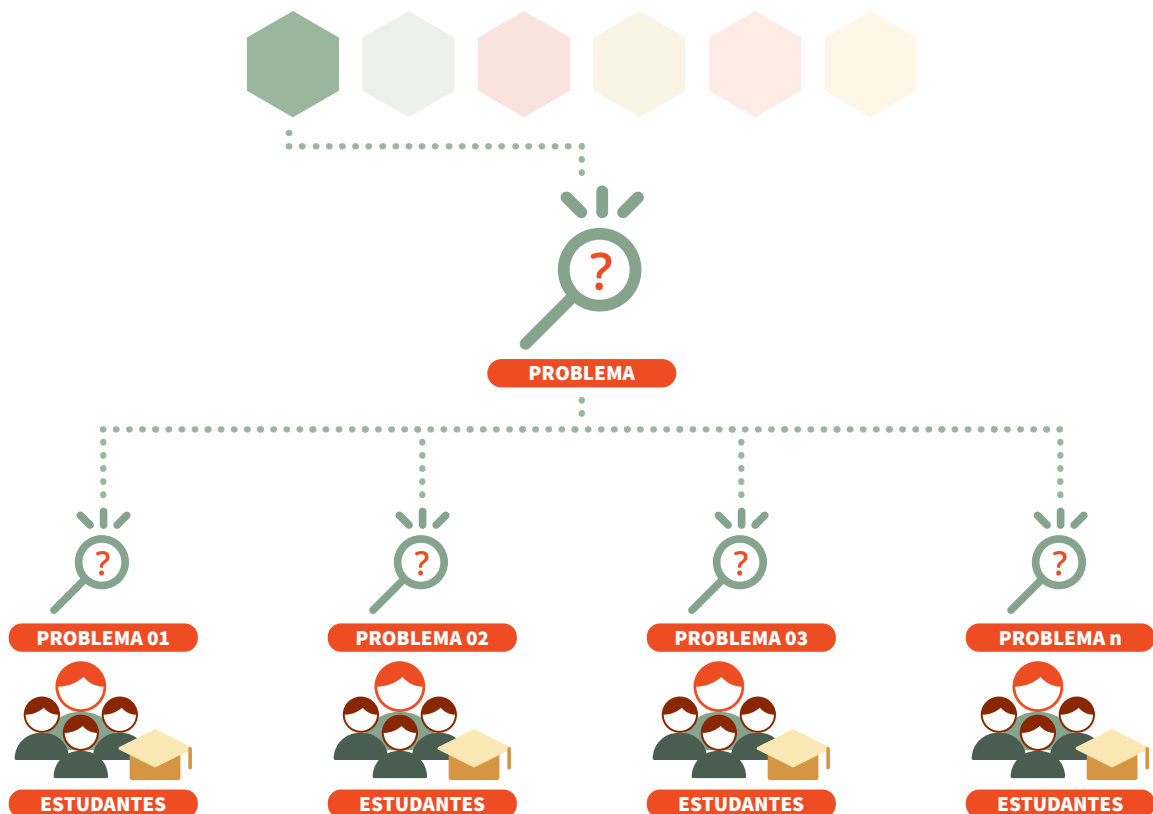 ?
PROBLEMA
? ? ? ?
PROBLEMA 01 PROBLEMA 02 PROBLEMA 03 PROBLEMA n
ESTUDANTES ESTUDANTES ESTUDANTES ESTUDANTES